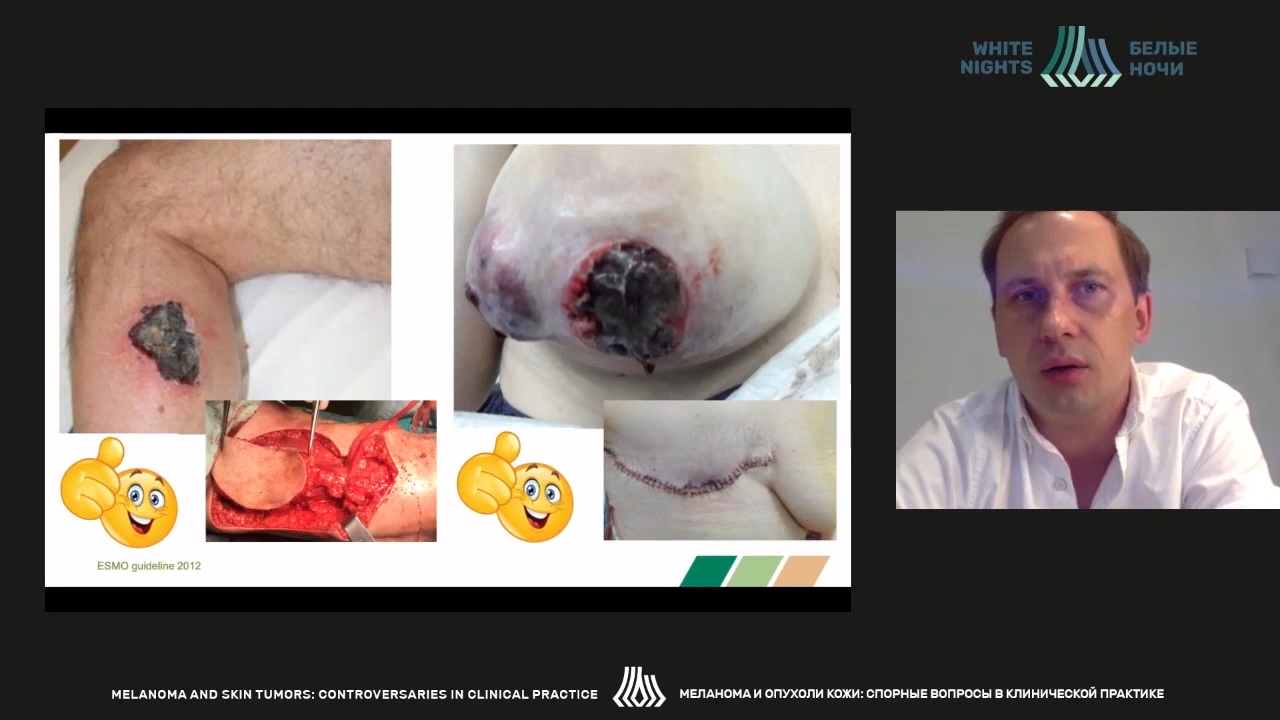 WHITE
NIGHTS
БЕЛЫЕ
НОЧИ
ESMO guideline 2012
MELANOMA AND SKIN TUMORS: CONTROVERSARIES IN CLINICAL PRACTICE
МЕЛАНОМА И ОПУХОЛИ КОЖИ: СПОРНЫЕ ВОПРОСЫ В КЛИНИЧЕСКОЙ ПРАКТИКЕ